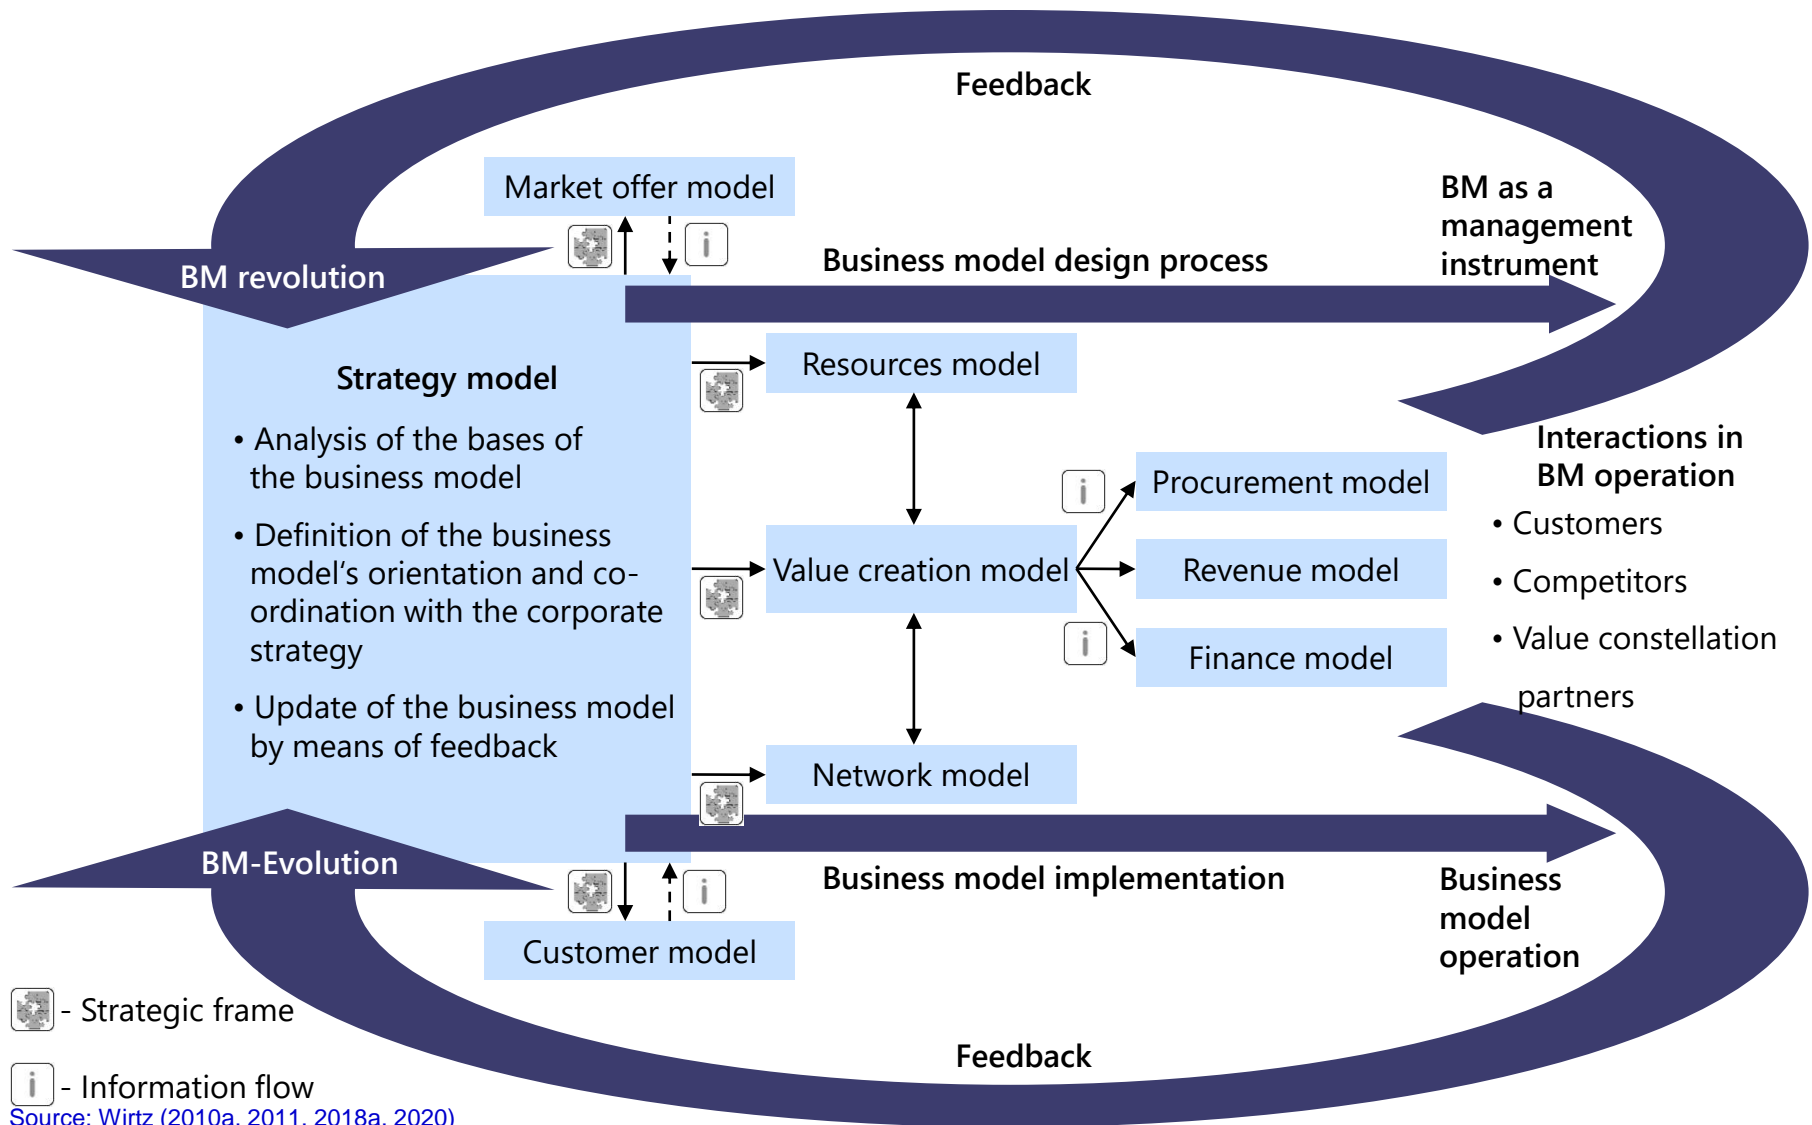 Feedback
Market offer model
BM as a
management
instrument
Business model design process
BM revolution
Strategy model
• Analysis of the bases of
the business model
• Definition of the business
model‘s orientation and co-
ordination with the corporate
strategy
• Update of the business model
by means of feedback
Resources model
Value creation model
Network model
Procurement model
Revenue model
Finance model
Interactions in
BM operation
• Customers
• Competitors
• Value constellation
partners
BM-Evolution
Business model implementation
Business
model
operation
Customer model
- Strategic frame
i - Information flow
Feedback
Source: Wirtz (2010a, 2011, 2018a, 2020)